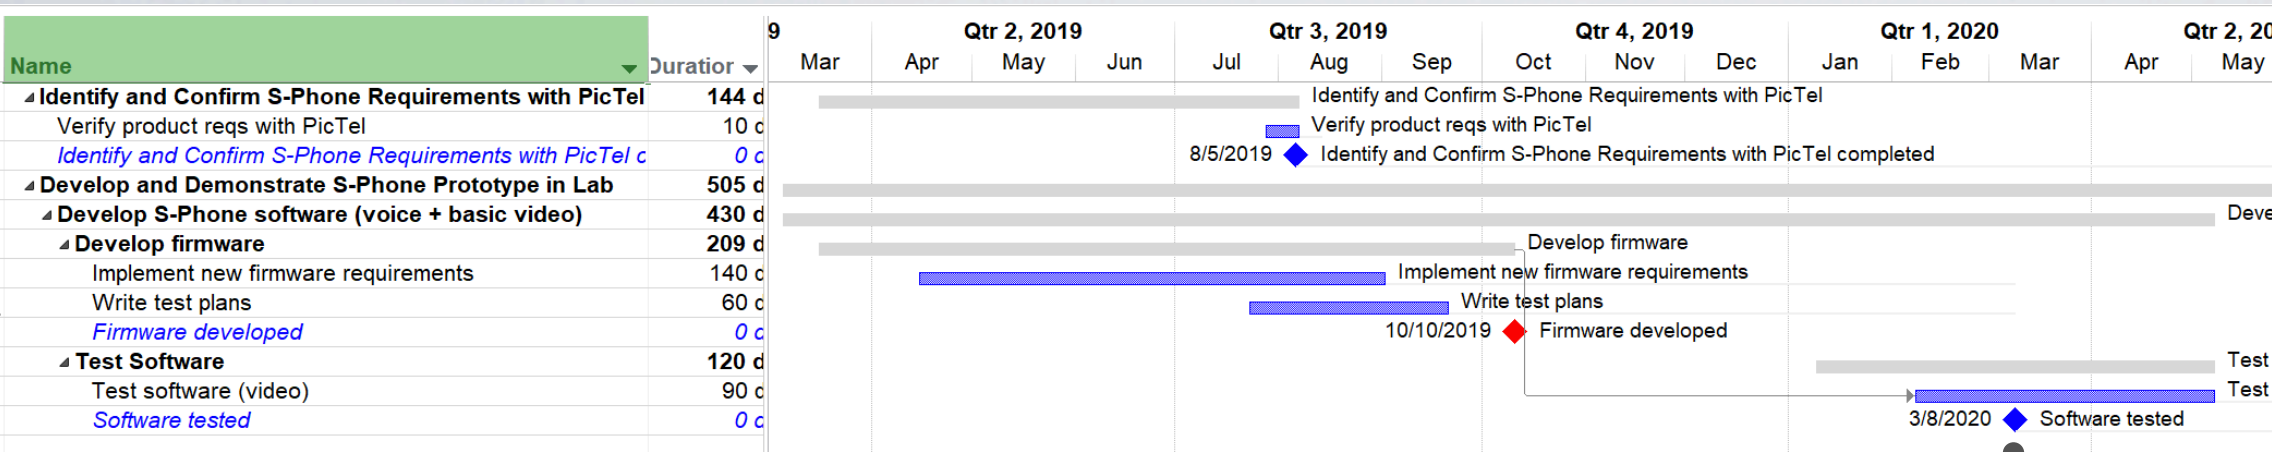 9 Qtr 2, 2019 Qtr 3, 2019 Qtr 4, 2019 Qtr 1, 2020 Qtr 2, 20
Name Duration Mar Apr May Jun Jul Aug Sep Oct Nov Dec Jan Feb Mar Apr May
Identify and Confirm S-Phone Requirements with PicTel 144 d Identify and Confirm S-Phone Requirements with PicTel
Verify product reqs with PicTel 10 d Verify product reqs with PicTel
Identify and Confirm S-Phone Requirements with PicTel c 0 d 8/5/2019 Identify and Confirm S-Phone Requirements with PicTel completed
Develop and Demonstrate S-Phone Prototype in Lab 505 d
Develop S-Phone software (voice + basic video) 430 d Deve
Develop firmware 209 d Develop firmware
Implement new firmware requirements 140 d Implement new firmware requirements
Write test plans 60 d Write test plans
Firmware developed 0 d 10/10/2019 Firmware developed
Test Software 120 d Test
Test software (video) 90 d Test
Software tested 0 d 3/8/2020 Software tested